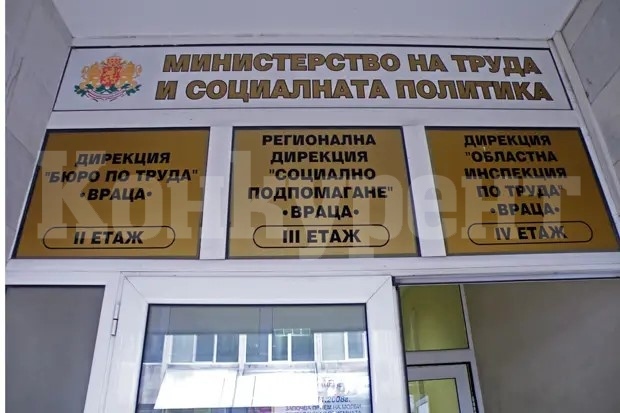 МИНИСТЕРСТВО НА ТРУДА
И СОЦИАЛНАТА ПОЛИТИКА
ДИРЕКЦИЯ
"БЮРО ПО ТРУДА"
•ВРАЦА•
II ЕТАЖ
РЕГИОНАЛНА
ДИРЕКЦИЯ
"СОЦИАЛНО
ПОДПОМАГАНЕ"
•ВРАЦА•
III ЕТАЖ
ДИРЕКЦИЯ
"ОБЛАСТНА
ИНСПЕКЦИЯ
ПО ТРУДА"
•ВРАЦА•
IV ЕТАЖ
Конкурент